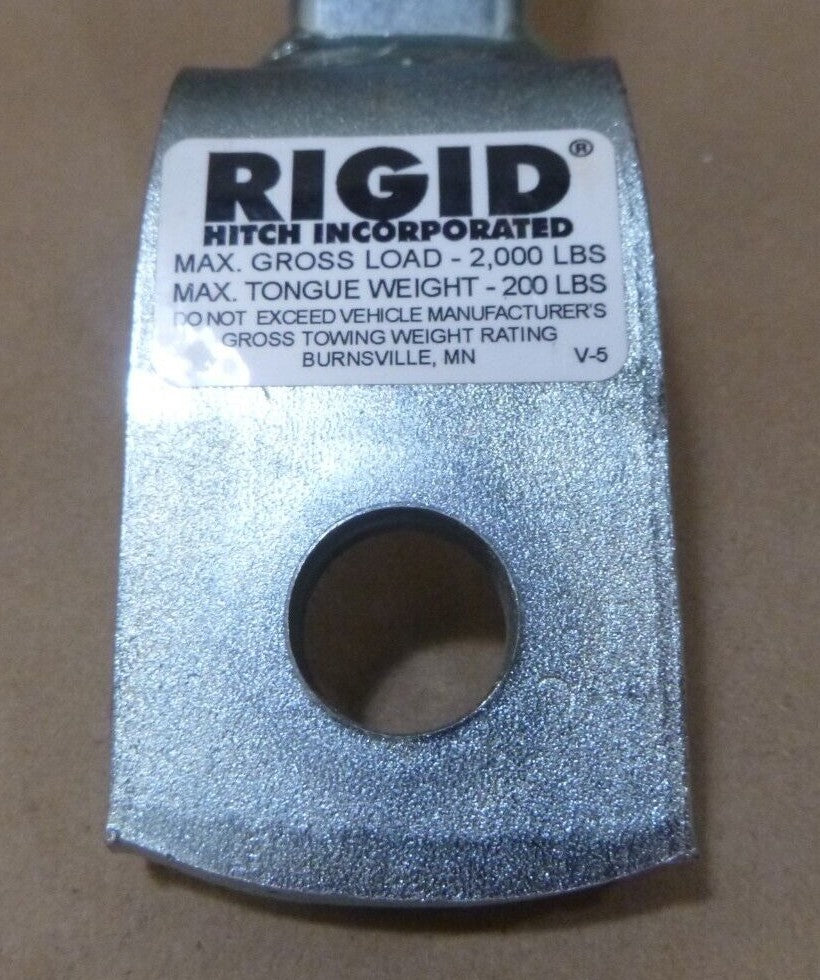 RIGID®
HITCH INCORPORATED
MAX. GROSS LOAD - 2,000 LBS
MAX. TONGUE WEIGHT - 200 LBS
DO NOT EXCEED VEHICLE MANUFACTURER'S
GROSS TOWING WEIGHT RATING
BURNSVILLE, MN V-5